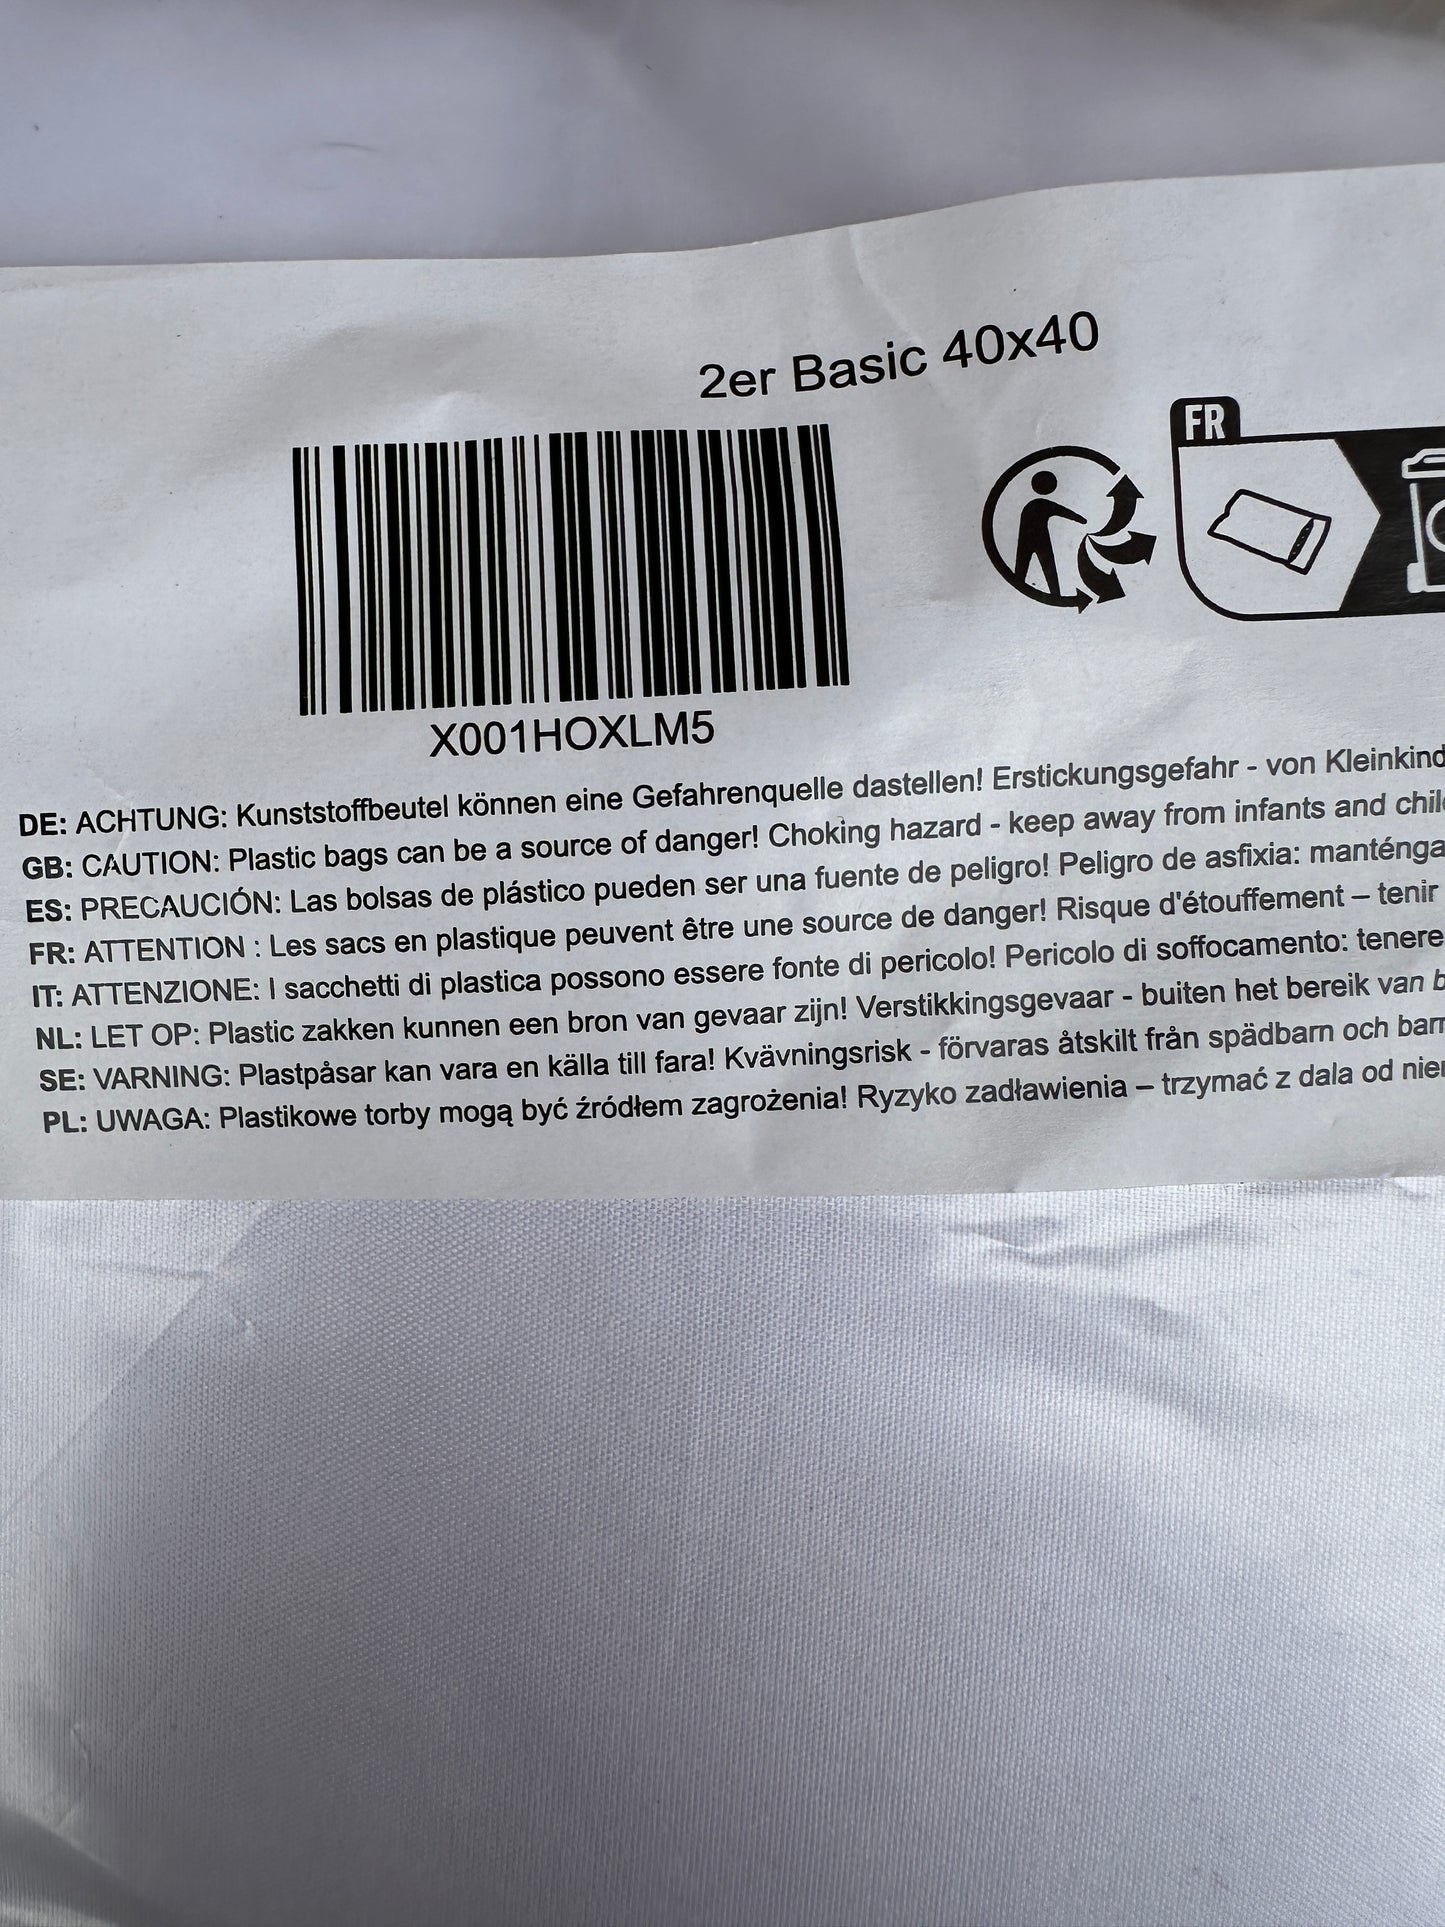 2er Basic 40x40
FR
X001HOXLM5
DE: ACHTUNG: Kunststoffbeutel können eine Gefahrenquelle dastellen! Erstickungsgefahr - von Kleinkind
GB: CAUTION: Plastic bags can be a source of danger! Choking hazard - keep away from infants and chil
ES: PRECAUCIÓN: Las bolsas de plástico pueden ser una fuente de peligro! Peligro de asfixia: manténga
FR: ATTENTION : Les sacs en plastique peuvent être une source de danger! Risque d'étouffement – tenir
IT: ATTENZIONE: I sacchetti di plastica possono essere fonte di pericolo! Pericolo di soffocamento: tenere
NL: LET OP: Plastic zakken kunnen een bron van gevaar zijn! Verstikkingsgevaar - buiten het bereik van b
SE: VARNING: Plastpåsar kan vara en källa till fara! Kvävningsrisk - förvaras åtskilt från spädbarn och barn
PL: UWAGA: Plastikowe torby mogą być źródłem zagrożenia! Ryzyko zadławienia – trzymać z dala od niem